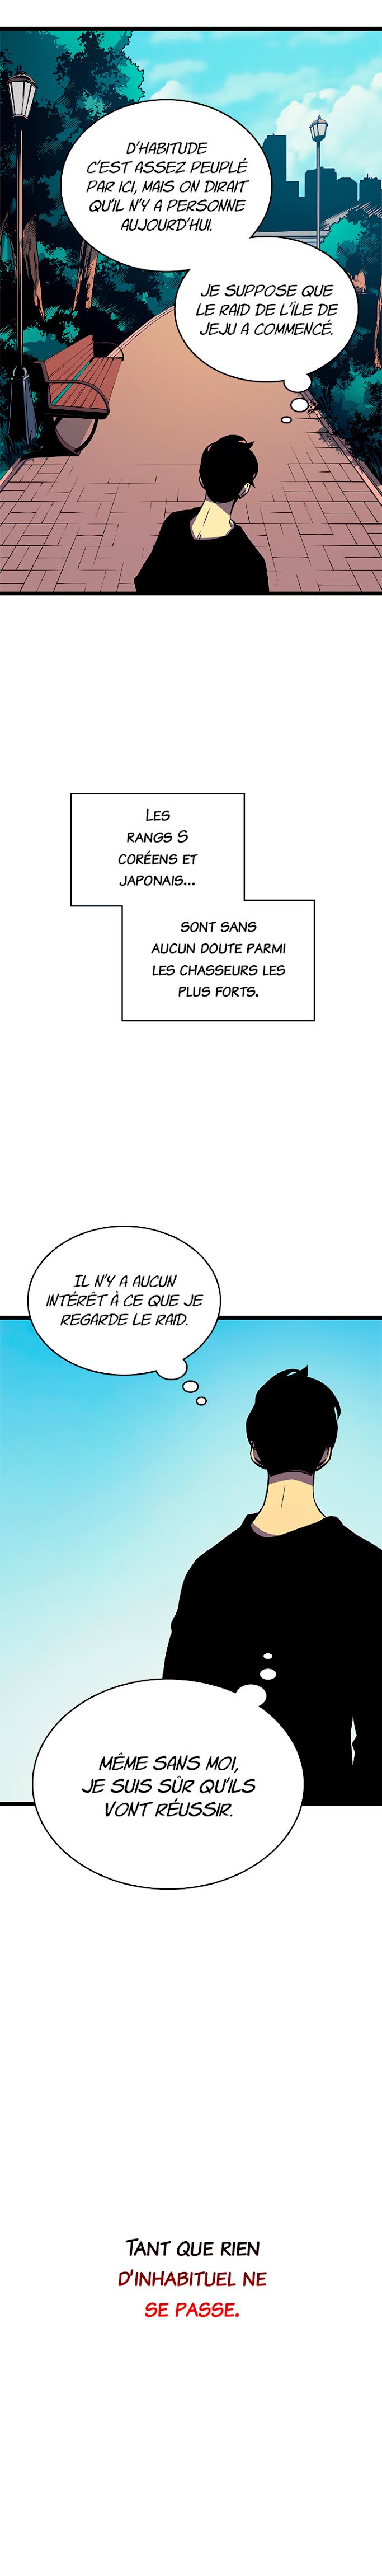 D'HABITUDE
C'EST ASSEZ PEUPLÉ
PAR ICI, MAIS ON DIRAIT
QU'IL N'Y A PERSONNE
AUJOURD'HUI.
JE SUPPOSE QUE
LE RAID DE L'ÎLE DE
JEJU A COMMENCÉ.
LES
RANGS S
CORÉENS ET
JAPONAIS...
SONT SANS
AUCUN DOUTE PARMI
LES CHASSEURS LES
PLUS FORTS.
IL N'Y A AUCUN
INTÉRÊT À CE QUE JE
REGARDE LE RAID.
MÊME SANS MOI,
JE SUIS SÛR QU'ILS
VONT RÉUSSIR.
TANT QUE RIEN
D'INHABITUEL NE
SE PASSE.